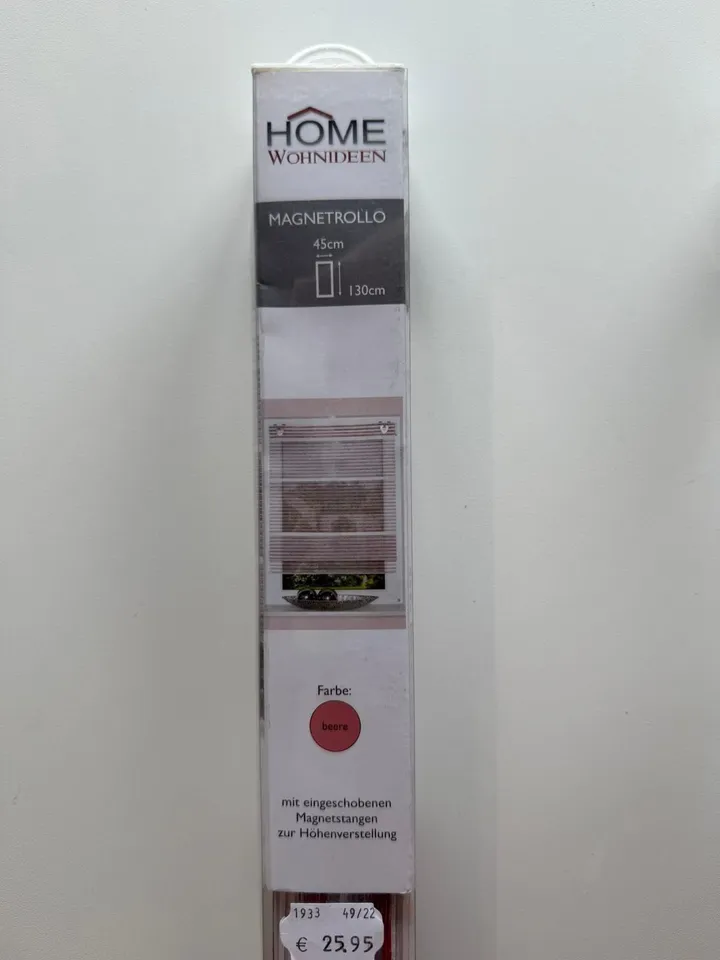 HOME
WOHNIDEEN
MAGNETROLLO
45cm
130cm
Farbe:
beere
mit eingeschobenen
Magnetstangen
zur Höhenverstellung
1933 49/22
€ 25.95